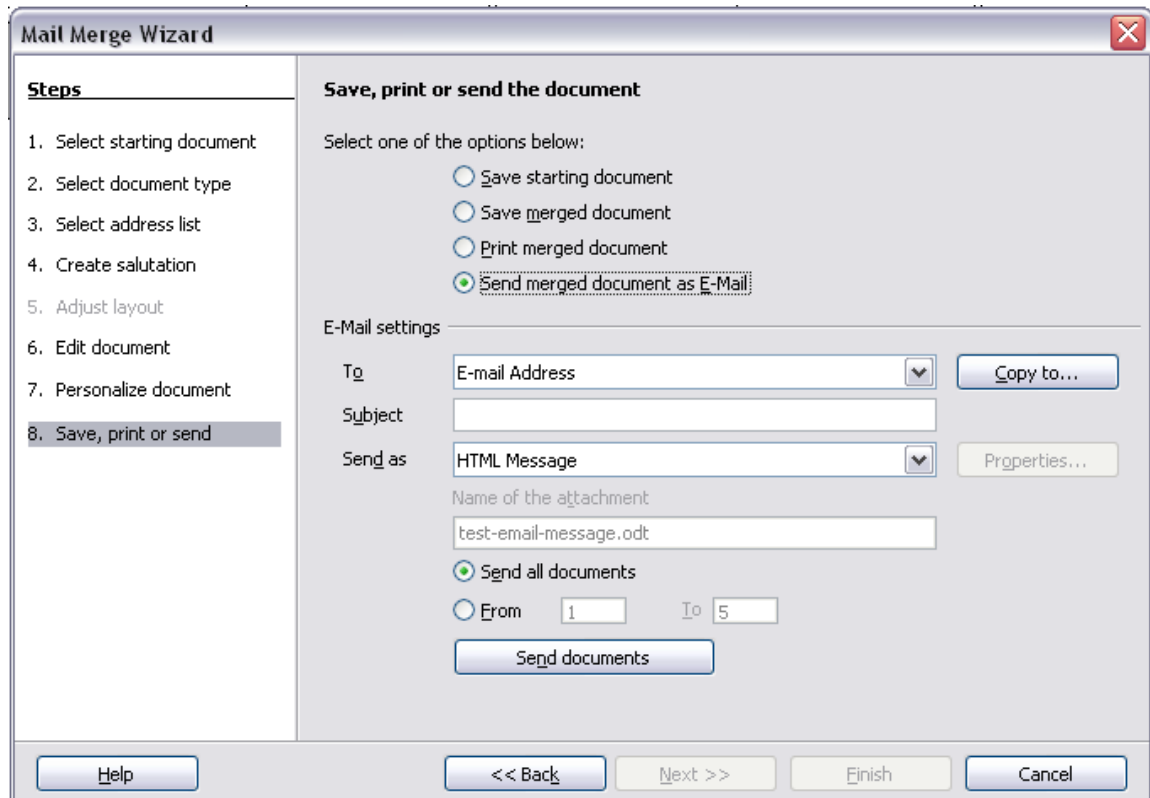 Mail Merge Wizard
Steps
1. Select starting document
2. Select document type
3. Select address list
4. Create salutation
5. Adjust layout
6. Edit document
7. Personalize document
8. Save, print or send
Save, print or send the document
Select one of the options below:
Save starting document
Save merged document
Print merged document
Send merged document as E-Mail
E-Mail settings
To E-mail Address Copy to...
Subject
Send as HTML Message Properties...
Name of the attachment
test-email-message.odt
Send all documents
From 1 To 5
Send documents
Help << Back Next >> Finish Cancel